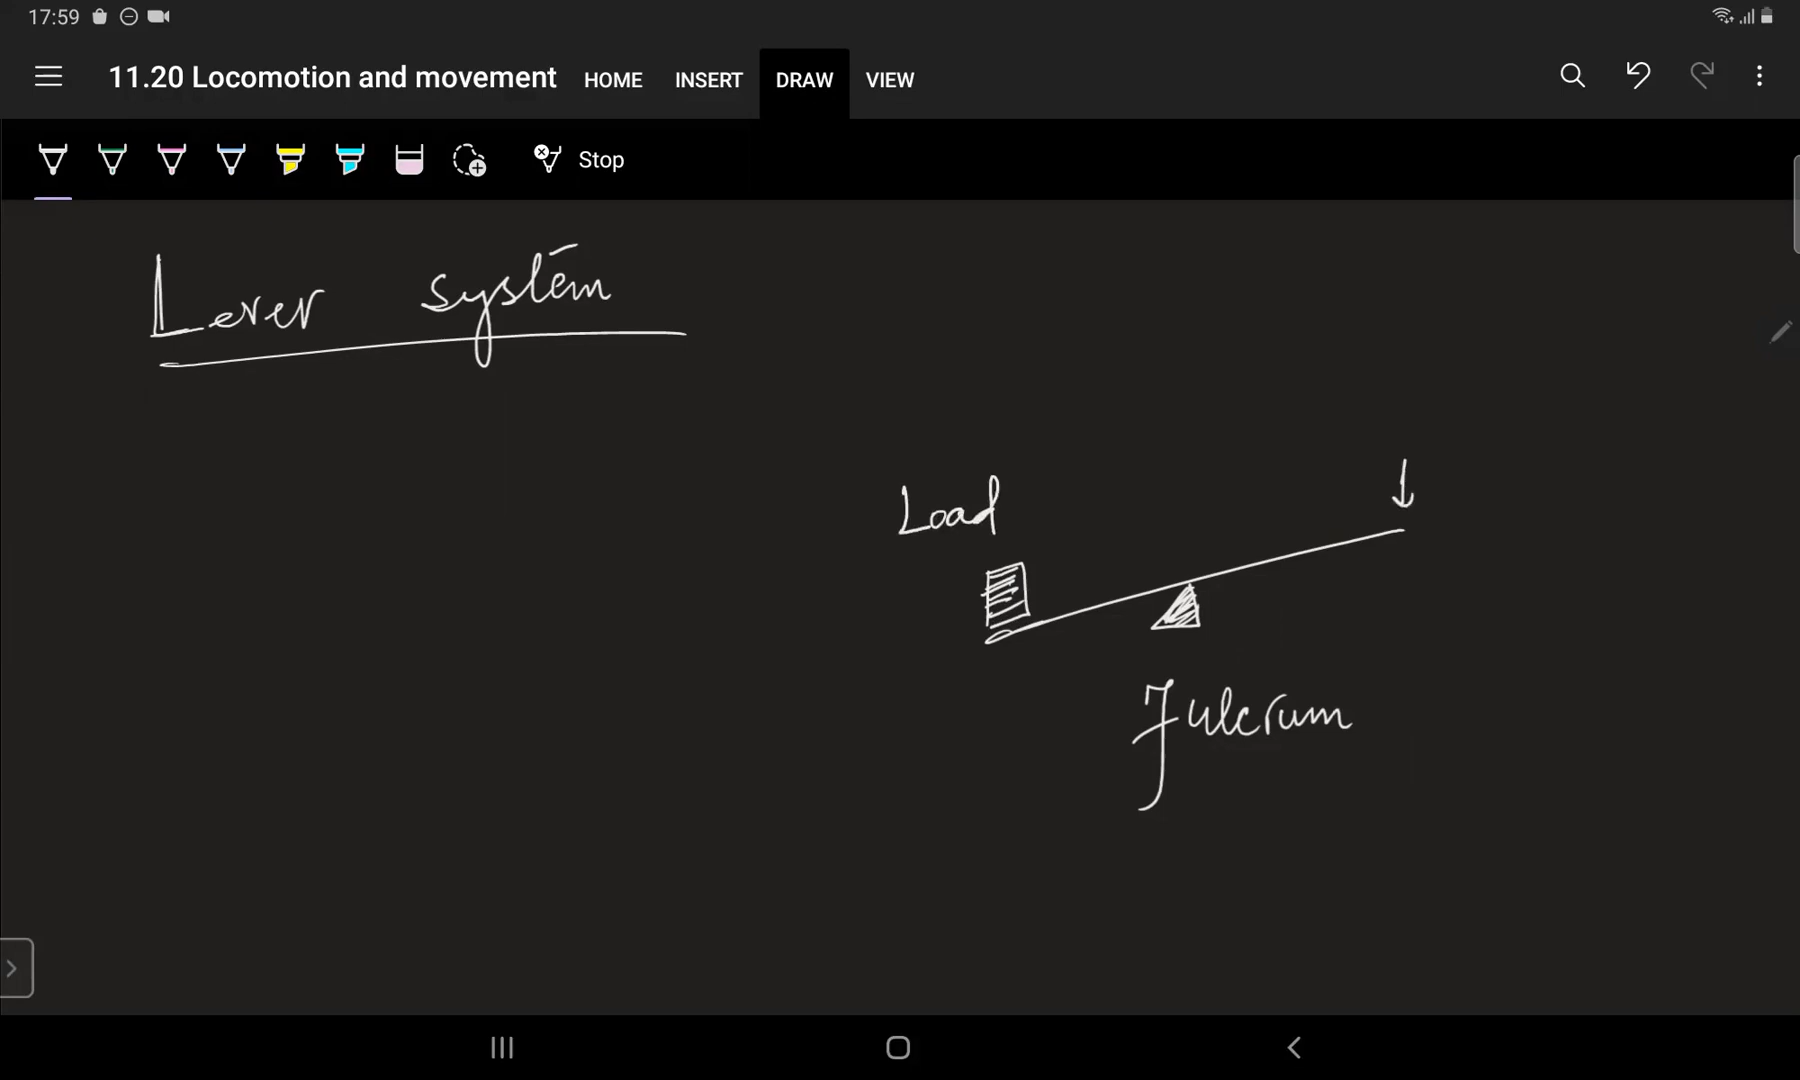 17:59
11.20 Locomotion and movement HOME INSERT DRAW VIEW
Stop
Lever system
Load
Fulcrum